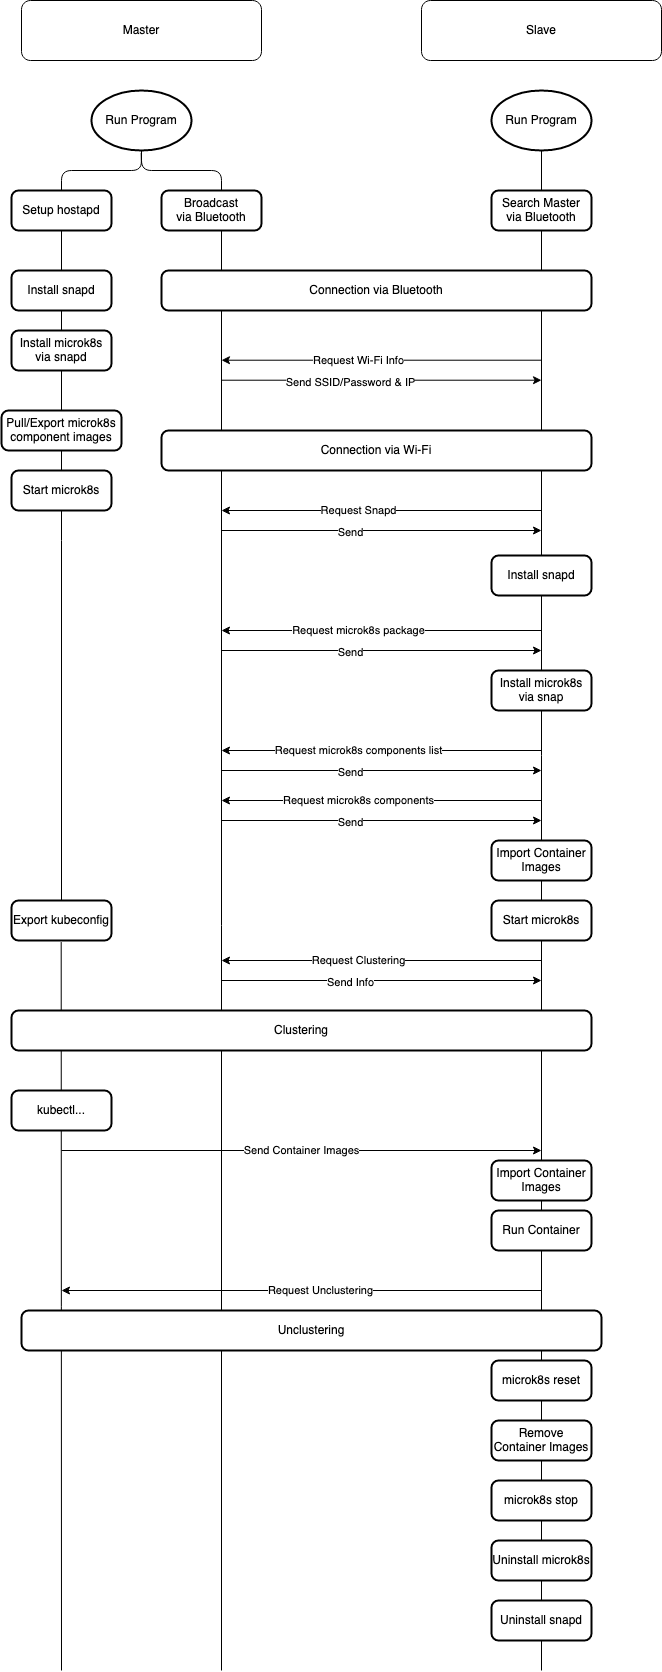 Master
Slave
Run Program
Run Program
Setup hostapd
Broadcast
via Bluetooth
Search Master
via Bluetooth
Install snapd
Connection via Bluetooth
Install microk8s
via snapd
Request Wi-Fi Info
Send SSID/Password & IP
Pull/Export microk8s
component images
Connection via Wi-Fi
Start microk8s
Request Snapd
Send
Install snapd
Request microk8s package
Send
Install microk8s
via snap
Request microk8s components list
Send
Request microk8s components
Send
Import Container
Images
Export kubeconfig
Start microk8s
Request Clustering
Send Info
Clustering
kubectl...
Send Container Images
Import Container
Images
Run Container
Request Unclustering
Unclustering
microk8s reset
Remove
Container Images
microk8s stop
Uninstall microk8s
Uninstall snapd